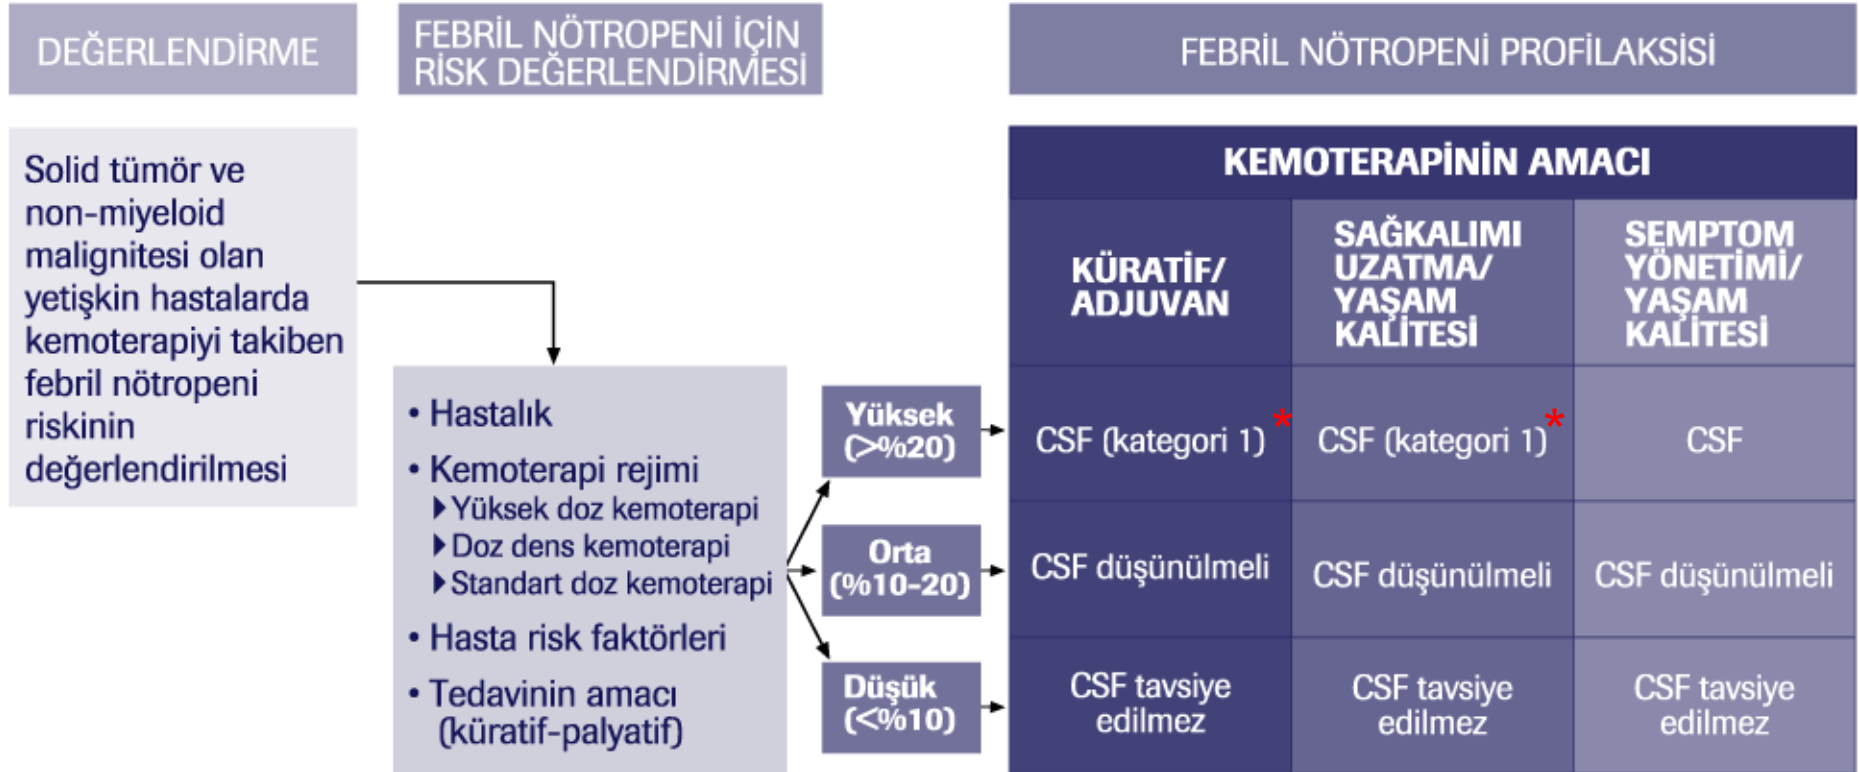 DEĞERLENDİRME
FEBRİL NÖTROPENİ İÇİN
RİSK DEĞERLENDİRMESİ
FEBRİL NÖTROPENİ PROFİLAKSİSİ
Solid tümör ve
non-miyeloid
malignitesi olan
yetişkin hastalarda
kemoterapiyi takiben
febril nötropeni
riskinin
değerlendirilmesi
• Hastalık
• Kemoterapi rejimi
Yüksek doz kemoterapi
Doz dens kemoterapi
Standart doz kemoterapi
• Hasta risk faktörleri
• Tedavinin amacı
(küratif-palyatif)
Yüksek
(>%20)
Orta
(%10-20)
Düşük
(<%10)
KEMOTERAPİNİN AMACI
KÜRATİF/
ADJUVAN
SAĞKALIMI
UZATMA/
YAŞAM
KALİTESİ
SEMPTOM
YÖNETİMİ/
YAŞAM
KALİTESİ
CSF (kategori 1) *
CSF (kategori 1) *
CSF
CSF düşünülmeli
CSF düşünülmeli
CSF düşünülmeli
CSF tavsiye
edilmez
CSF tavsiye
edilmez
CSF tavsiye
edilmez